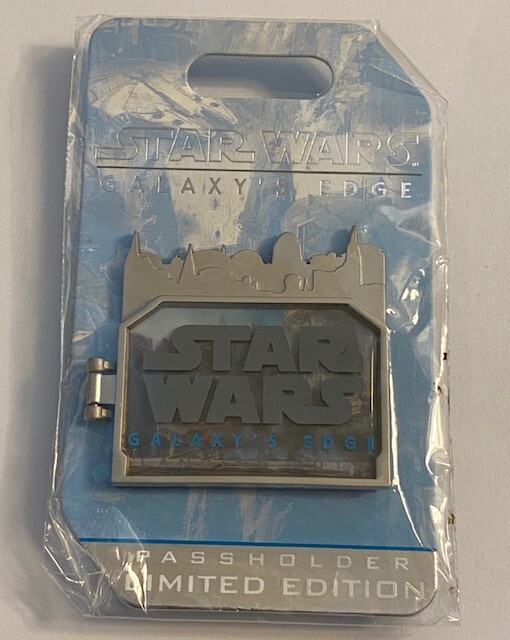 STAR WARS
GALAXY'S EDGE
STAR
WARS
GALAXY'S EDGE
PASSHOLDER
LIMITED EDITION